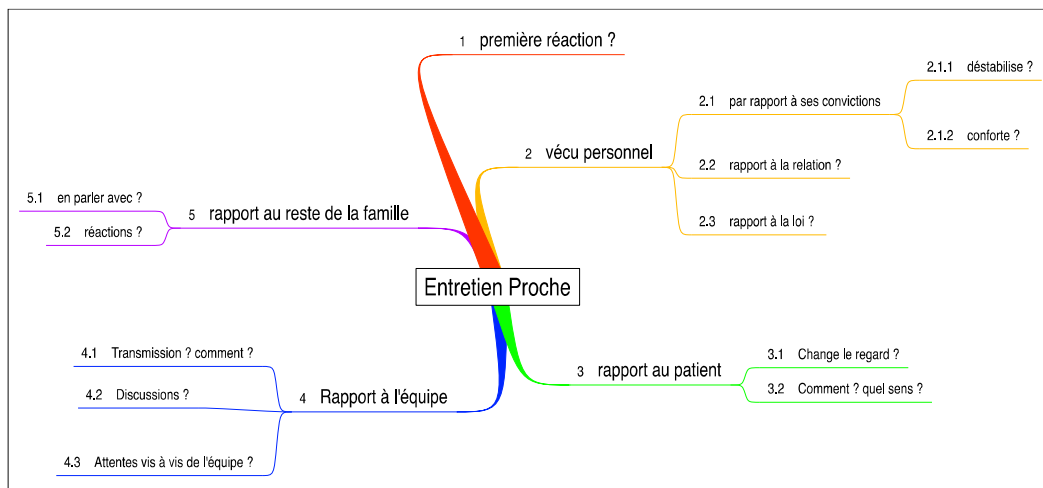 Entretien Proche
1 première réaction ?
2 vécu personnel
2.1 par rapport à ses convictions
2.1.1 déstabilise ?
2.1.2 conforte ?
2.2 rapport à la relation ?
2.3 rapport à la loi ?
3 rapport au patient
3.1 Change le regard ?
3.2 Comment ? quel sens ?
4 Rapport à l'équipe
4.1 Transmission ? comment ?
4.2 Discussions ?
4.3 Attentes vis à vis de l'équipe ?
5 rapport au reste de la famille
5.1 en parler avec ?
5.2 réactions ?